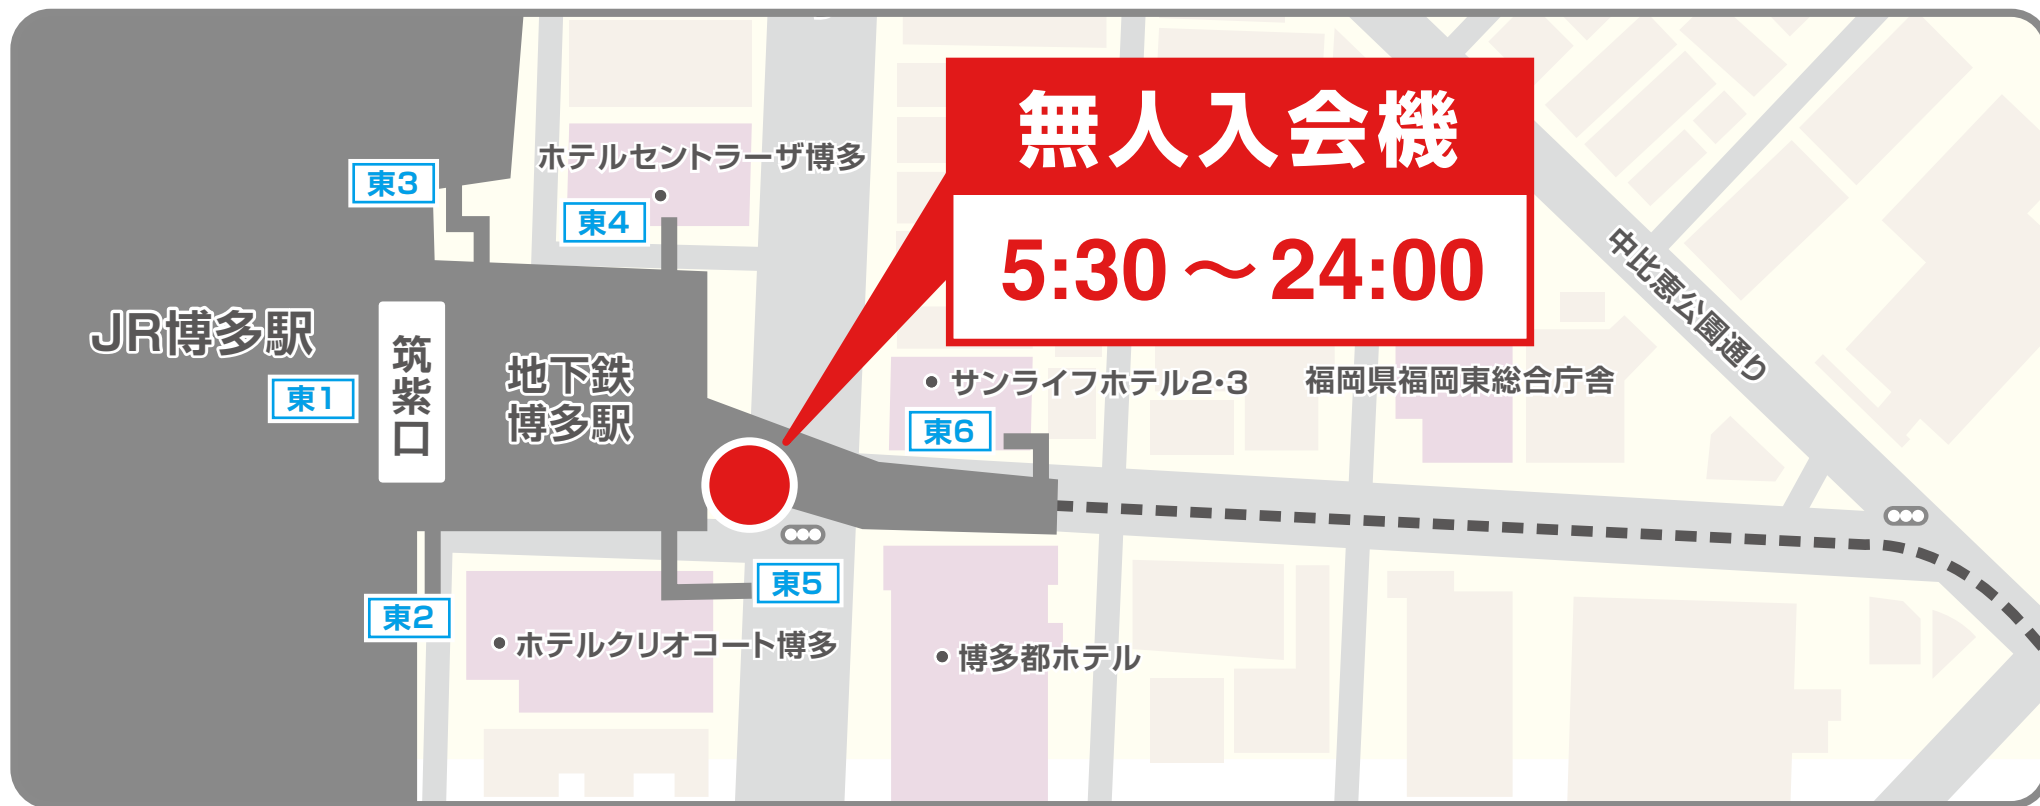 無人入会機
5:30〜24:00
ホテルセントラーザ博多
東3
東4
中比恵公園通り
JR博多駅
筑紫口
地下鉄
博多駅
東1
サンライフホテル2・3
福岡県福岡東総合庁舎
東6
東5
東2
ホテルクリオコート博多
博多都ホテル